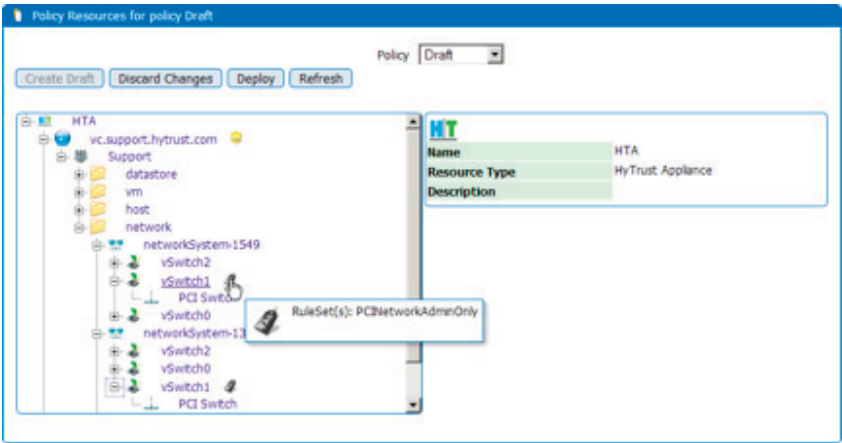 Policy Resources for policy Draft
Policy Draft
Create Draft Discard Changes Deploy Refresh
HTA
vc.support.hytrust.com
Support
datastore
vm
host
network
networkSystem-1549
vSwitch2
vSwitch1
PCI Switc
vSwitch0
networkSystem-13
vSwitch2
vSwitch0
vSwitch1
PCI Switch
RuleSet(s): PCINetworkAdminOnly
HT
Name HTA
Resource Type HyTrust Appliance
Description